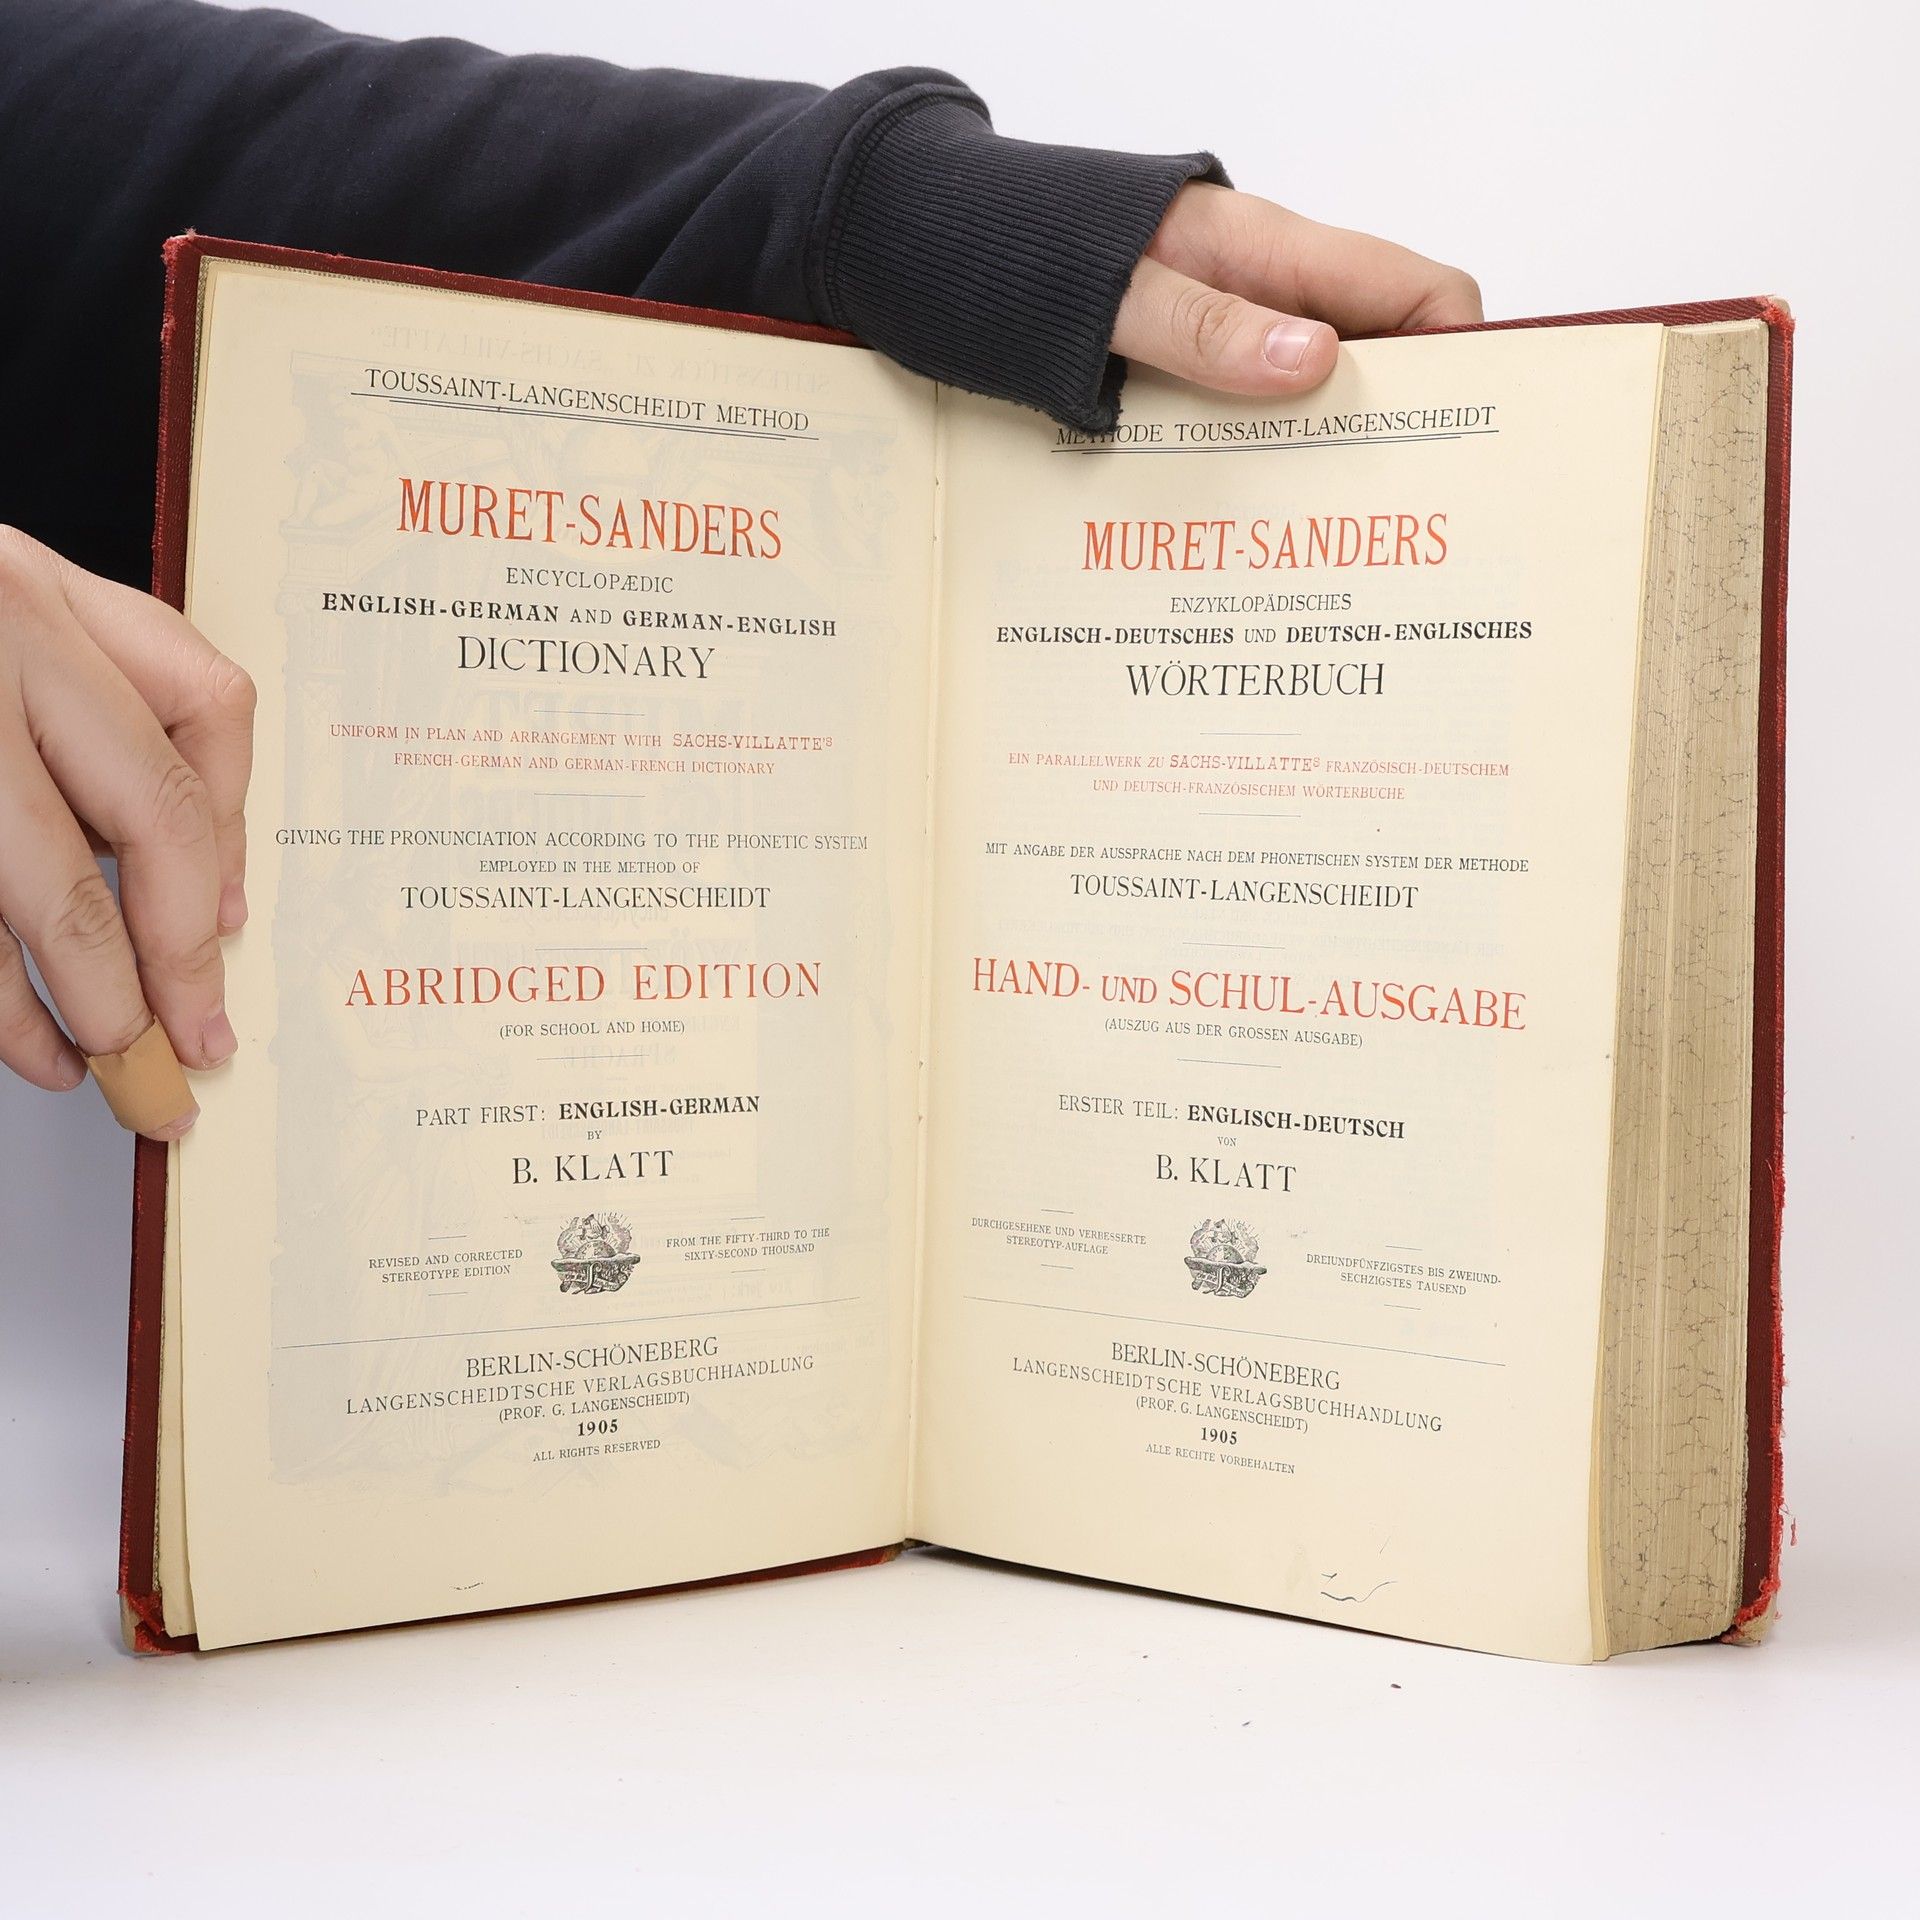 TOUSSAINT-LANGENSCHEIDT METHOD
MURET-SANDERS
ENCYCLOPÆDIC
ENGLISH-GERMAN AND GERMAN-ENGLISH
DICTIONARY
UNIFORM IN PLAN AND ARRANGEMENT WITH SACHS-VILLATTE'S
FRENCH-GERMAN AND GERMAN-FRENCH DICTIONARY
GIVING THE PRONUNCIATION ACCORDING TO THE PHONETIC SYSTEM
EMPLOYED IN THE METHOD OF
TOUSSAINT-LANGENSCHEIDT
ABRIDGED EDITION
(FOR SCHOOL AND HOME)
PART FIRST: ENGLISH-GERMAN
BY
B. KLATT
REVISED AND CORRECTED
STEREOTYPE EDITION
FROM THE FIFTY-THIRD TO THE
SIXTY-SECOND THOUSAND
BERLIN-SCHÖNEBERG
LANGENSCHEIDTSCHE VERLAGSBUCHHANDLUNG
(PROF. G. LANGENSCHEIDT)
1905
ALL RIGHTS RESERVED
METHODE TOUSSAINT-LANGENSCHEIDT
MURET-SANDERS
ENZYKLOPÄDISCHES
ENGLISCH-DEUTSCHES UND DEUTSCH-ENGLISCHES
WÖRTERBUCH
EIN PARALLELWERK ZU SACHS-VILLATTES FRANZÖSISCH-DEUTSCHEM
UND DEUTSCH-FRANZÖSISCHEM WÖRTERBUCHE
MIT ANGABE DER AUSSPRACHE NACH DEM PHONETISCHEN SYSTEM DER METHODE
TOUSSAINT-LANGENSCHEIDT
HAND- UND SCHUL-AUSGABE
(AUSZUG AUS DER GROSSEN AUSGABE)
ERSTER TEIL: ENGLISCH-DEUTSCH
VON
B. KLATT
DURCHGESEHENE UND VERBESSERTE
STEREOTYP-AUFLAGE
DREIUNDFÜNFZIGSTES BIS ZWEIUND-
SECHZIGSTES TAUSEND
BERLIN-SCHÖNEBERG
LANGENSCHEIDTSCHE VERLAGSBUCHHANDLUNG
(PROF. G. LANGENSCHEIDT)
1905
ALLE RECHTE VORBEHALTEN